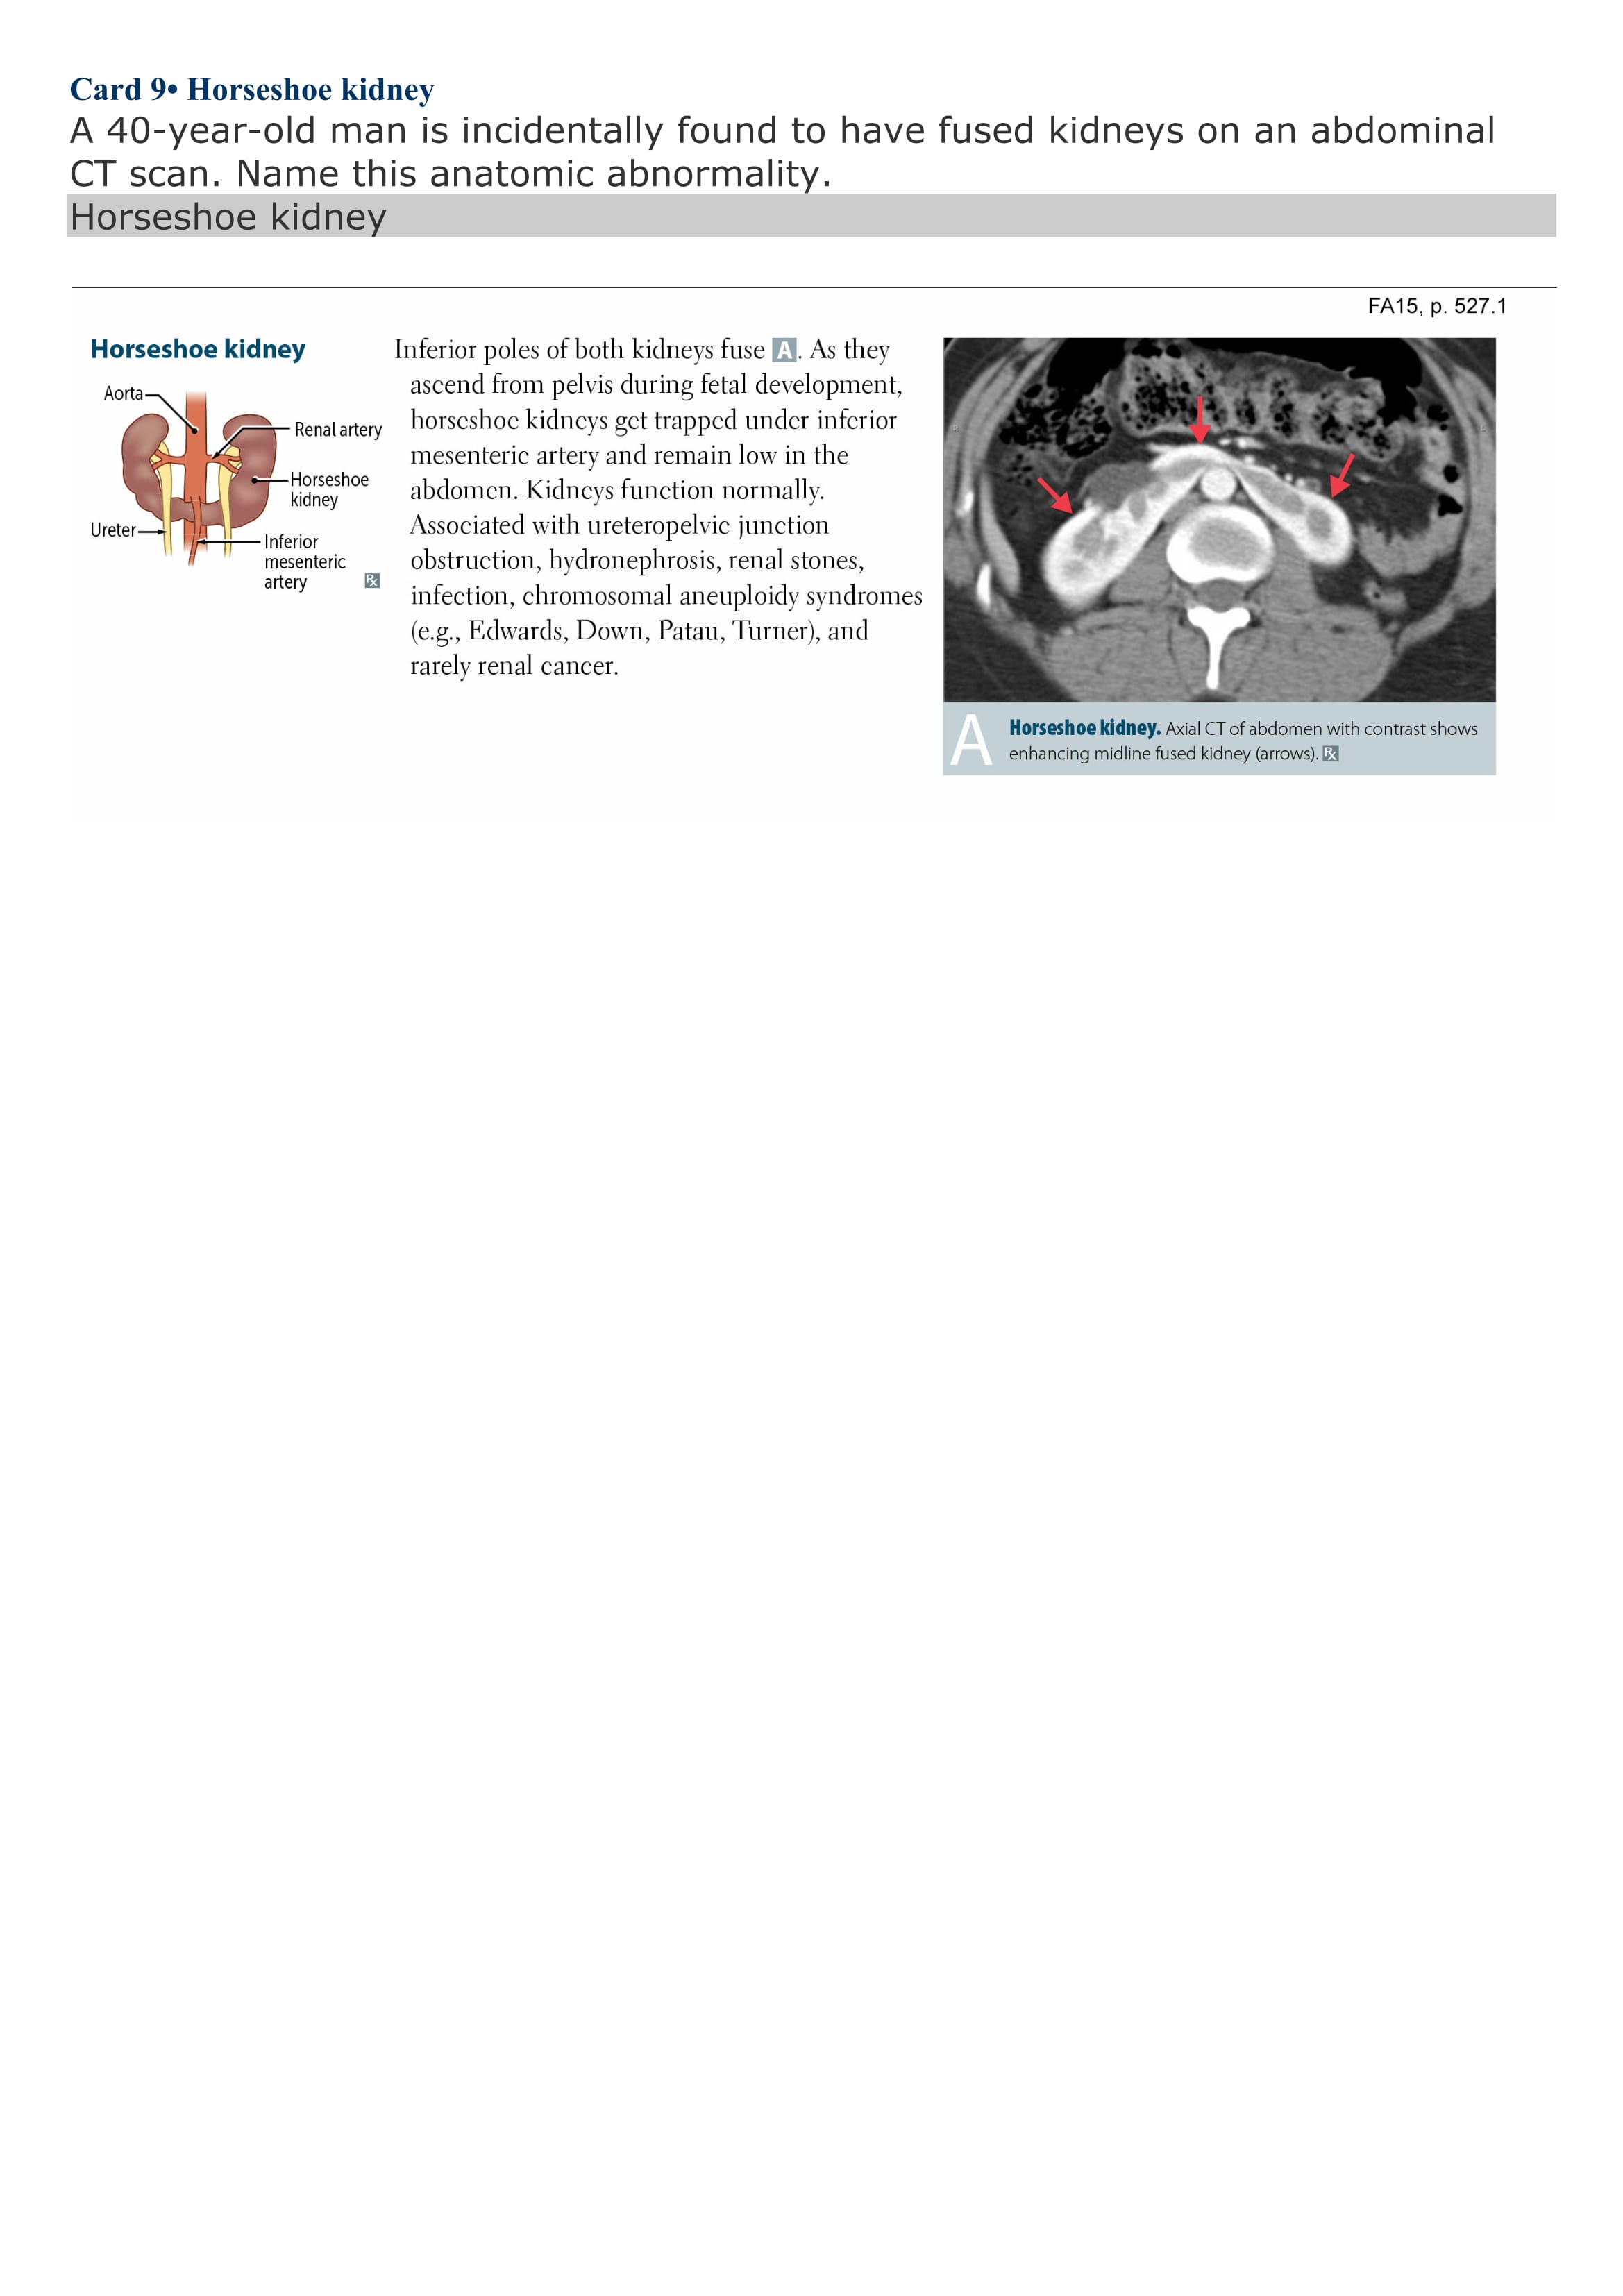 Card 9• Horseshoe kidney
A 40-year-old man is incidentally found to have fused kidneys on an abdominal
CT scan. Name this anatomic abnormality.
Horseshoe kidney
FA15, p. 527.1
Horseshoe kidney
Aorta
Renal artery
Horseshoe
kidney
Ureter
Inferior
mesenteric
artery
Rx
Inferior poles of both kidneys fuse A. As they
ascend from pelvis during fetal development,
horseshoe kidneys get trapped under inferior
mesenteric artery and remain low in the
abdomen. Kidneys function normally.
Associated with ureteropelvic junction
obstruction, hydronephrosis, renal stones,
infection, chromosomal aneuploidy syndromes
(e.g., Edwards, Down, Patau, Turner), and
rarely renal cancer.
R
L
A
Horseshoe kidney. Axial CT of abdomen with contrast shows
enhancing midline fused kidney (arrows). Rx